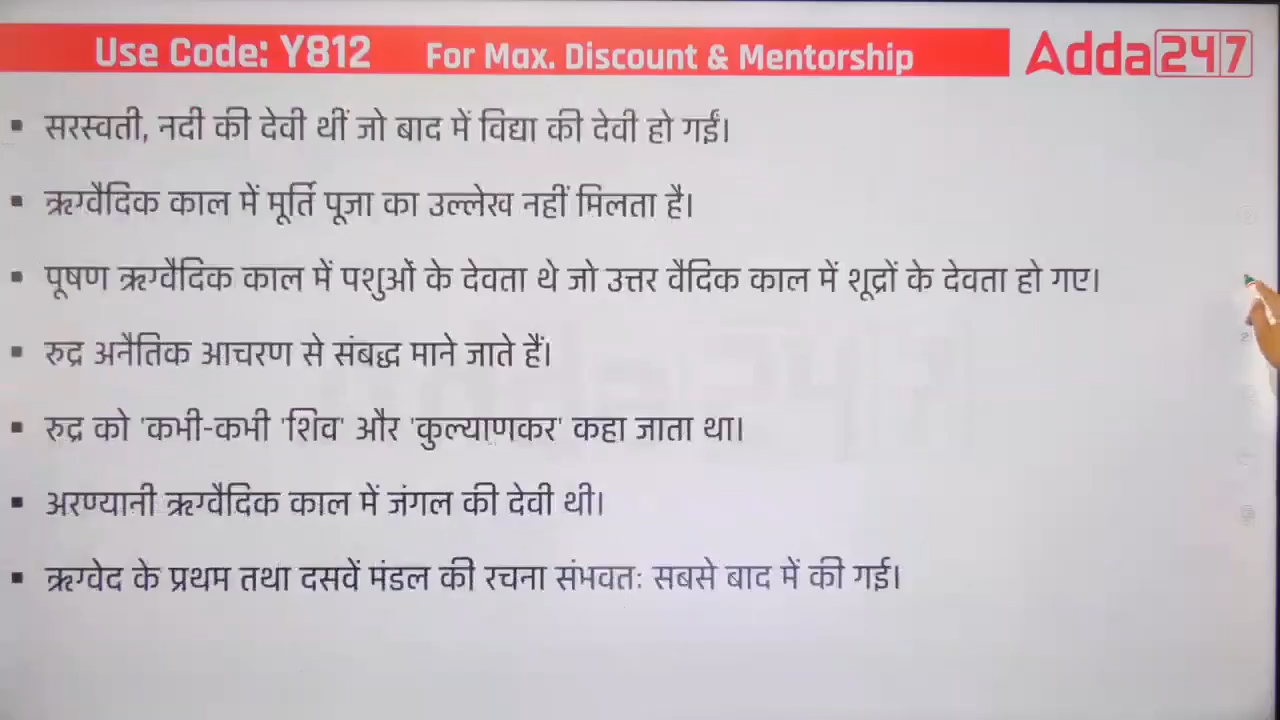 Use Code: Y812 For Max. Discount & Mentorship Adda247
▪ सरस्वती, नदी की देवी थीं जो बाद में विद्या की देवी हो गईं।
▪ ऋग्वैदिक काल में मूर्ति पूजा का उल्लेख नहीं मिलता है।
▪ पूषण ऋग्वैदिक काल में पशुओं के देवता थे जो उत्तर वैदिक काल में शूद्रों के देवता हो गए।
▪ रुद्र अनैतिक आचरण से संबद्ध माने जाते हैं।
▪ रुद्र को 'कभी-कभी 'शिव' और 'कुल्याणकर' कहा जाता था।
▪ अरण्यानी ऋग्वैदिक काल में जंगल की देवी थी।
▪ ऋग्वेद के प्रथम तथा दसवें मंडल की रचना संभवतः सबसे बाद में की गई।